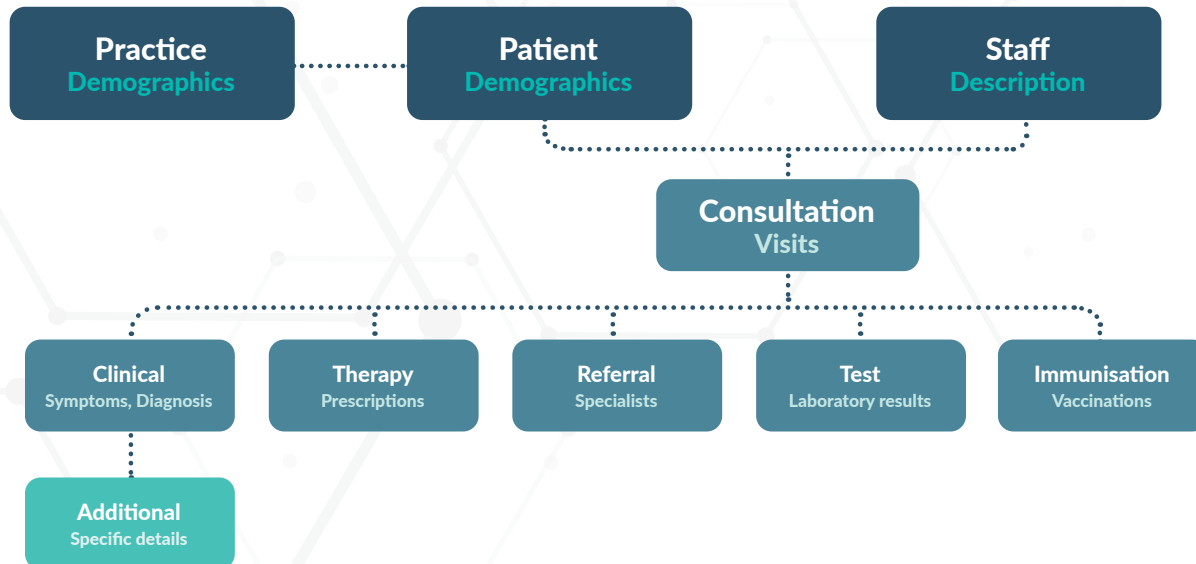 Practice
Demographics
Patient
Demographics
Staff
Description
Consultation
Visits
Clinical
Symptoms, Diagnosis
Therapy
Prescriptions
Referral
Specialists
Test
Laboratory results
Immunisation
Vaccinations
Additional
Specific details